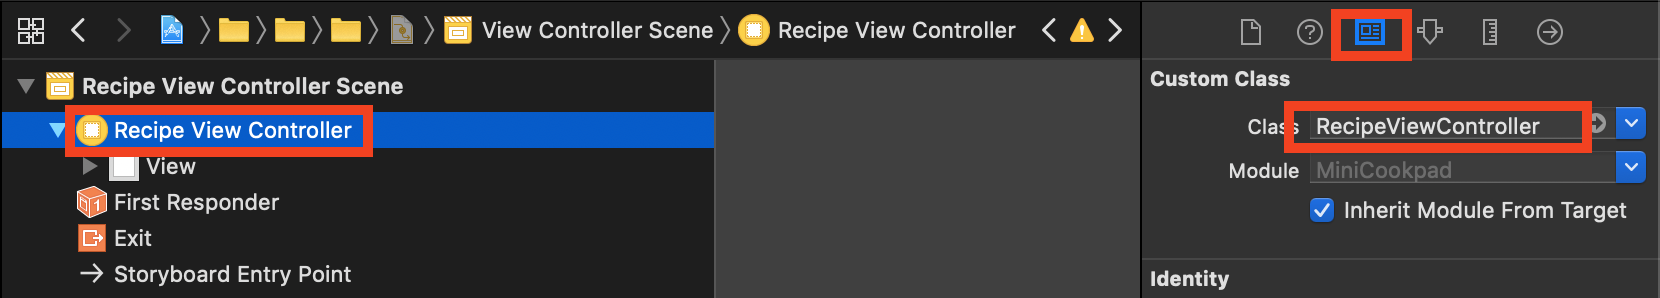 View Controller Scene
Recipe View Controller
Recipe View Controller Scene
Recipe View Controller
View
First Responder
Exit
Storyboard Entry Point
Custom Class
Class RecipeViewController
Module MiniCookpad
Inherit Module From Target
Identity